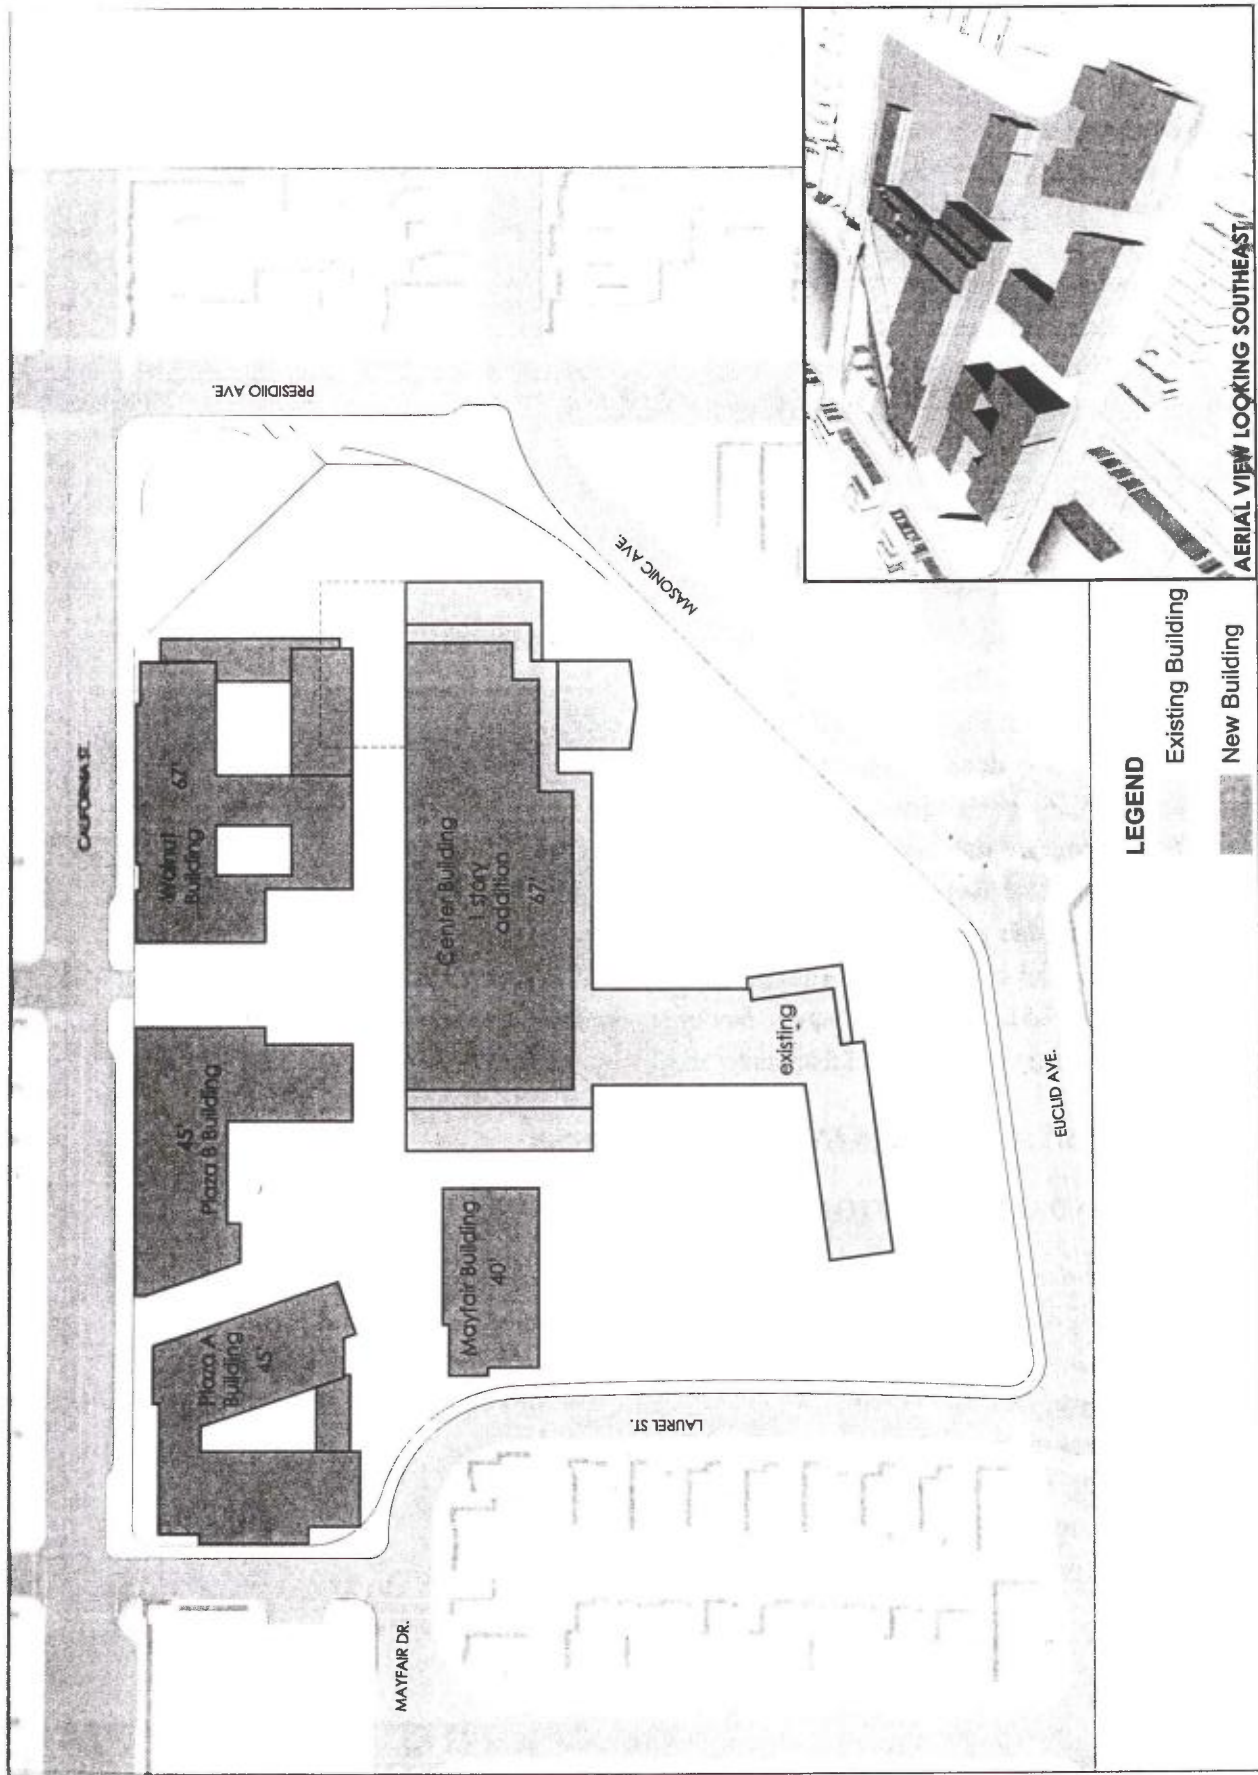 CALIFORNIA ST.
PRESIDIO AVE.
MASONIC AVE.
EUCLID AVE.
LAUREL ST.
MAYFAIR DR.
Plaza A
Building
45'
45'
Plaza B Building
Walnut
Building
67'
Mayfair Building
40'
Center Building
1 story
addition
67'
existing
LEGEND
Existing Building
New Building
AERIAL VIEW LOOKING SOUTHEAST